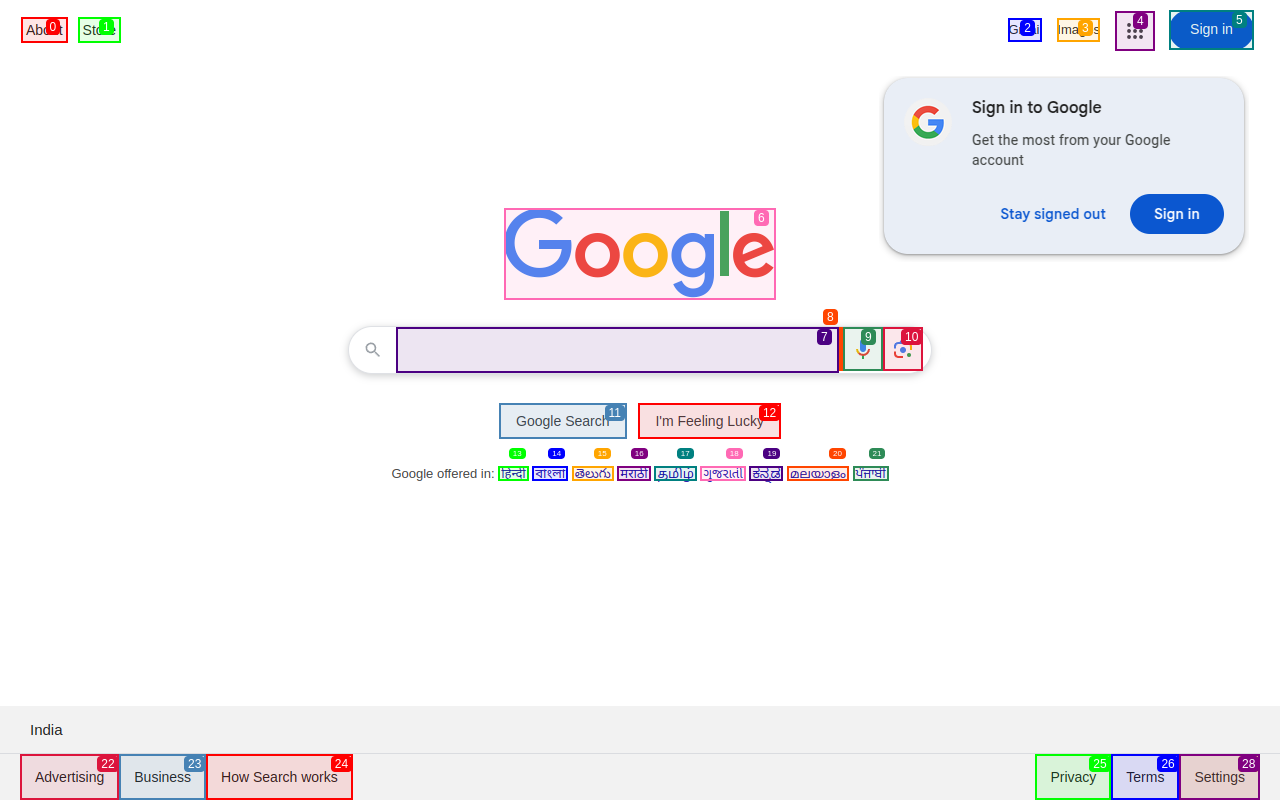 About Store Gmail Images Sign in
Sign in to Google
Get the most from your Google
account
Stay signed out Sign in
Google
Google Search I'm Feeling Lucky
Google offered in: हिन्दी বাংলা తెలుగు मराठी தமிழ் ગુજરાતી ಕನ್ನಡ മലയാളം ਪੰਜਾਬੀ
India
Advertising Business How Search works Privacy Terms Settings
0 1 2 3 4 5 6 7 8 9 10 11 12 13 14 15 16 17 18 19 20 21 22 23 24 25 26 28